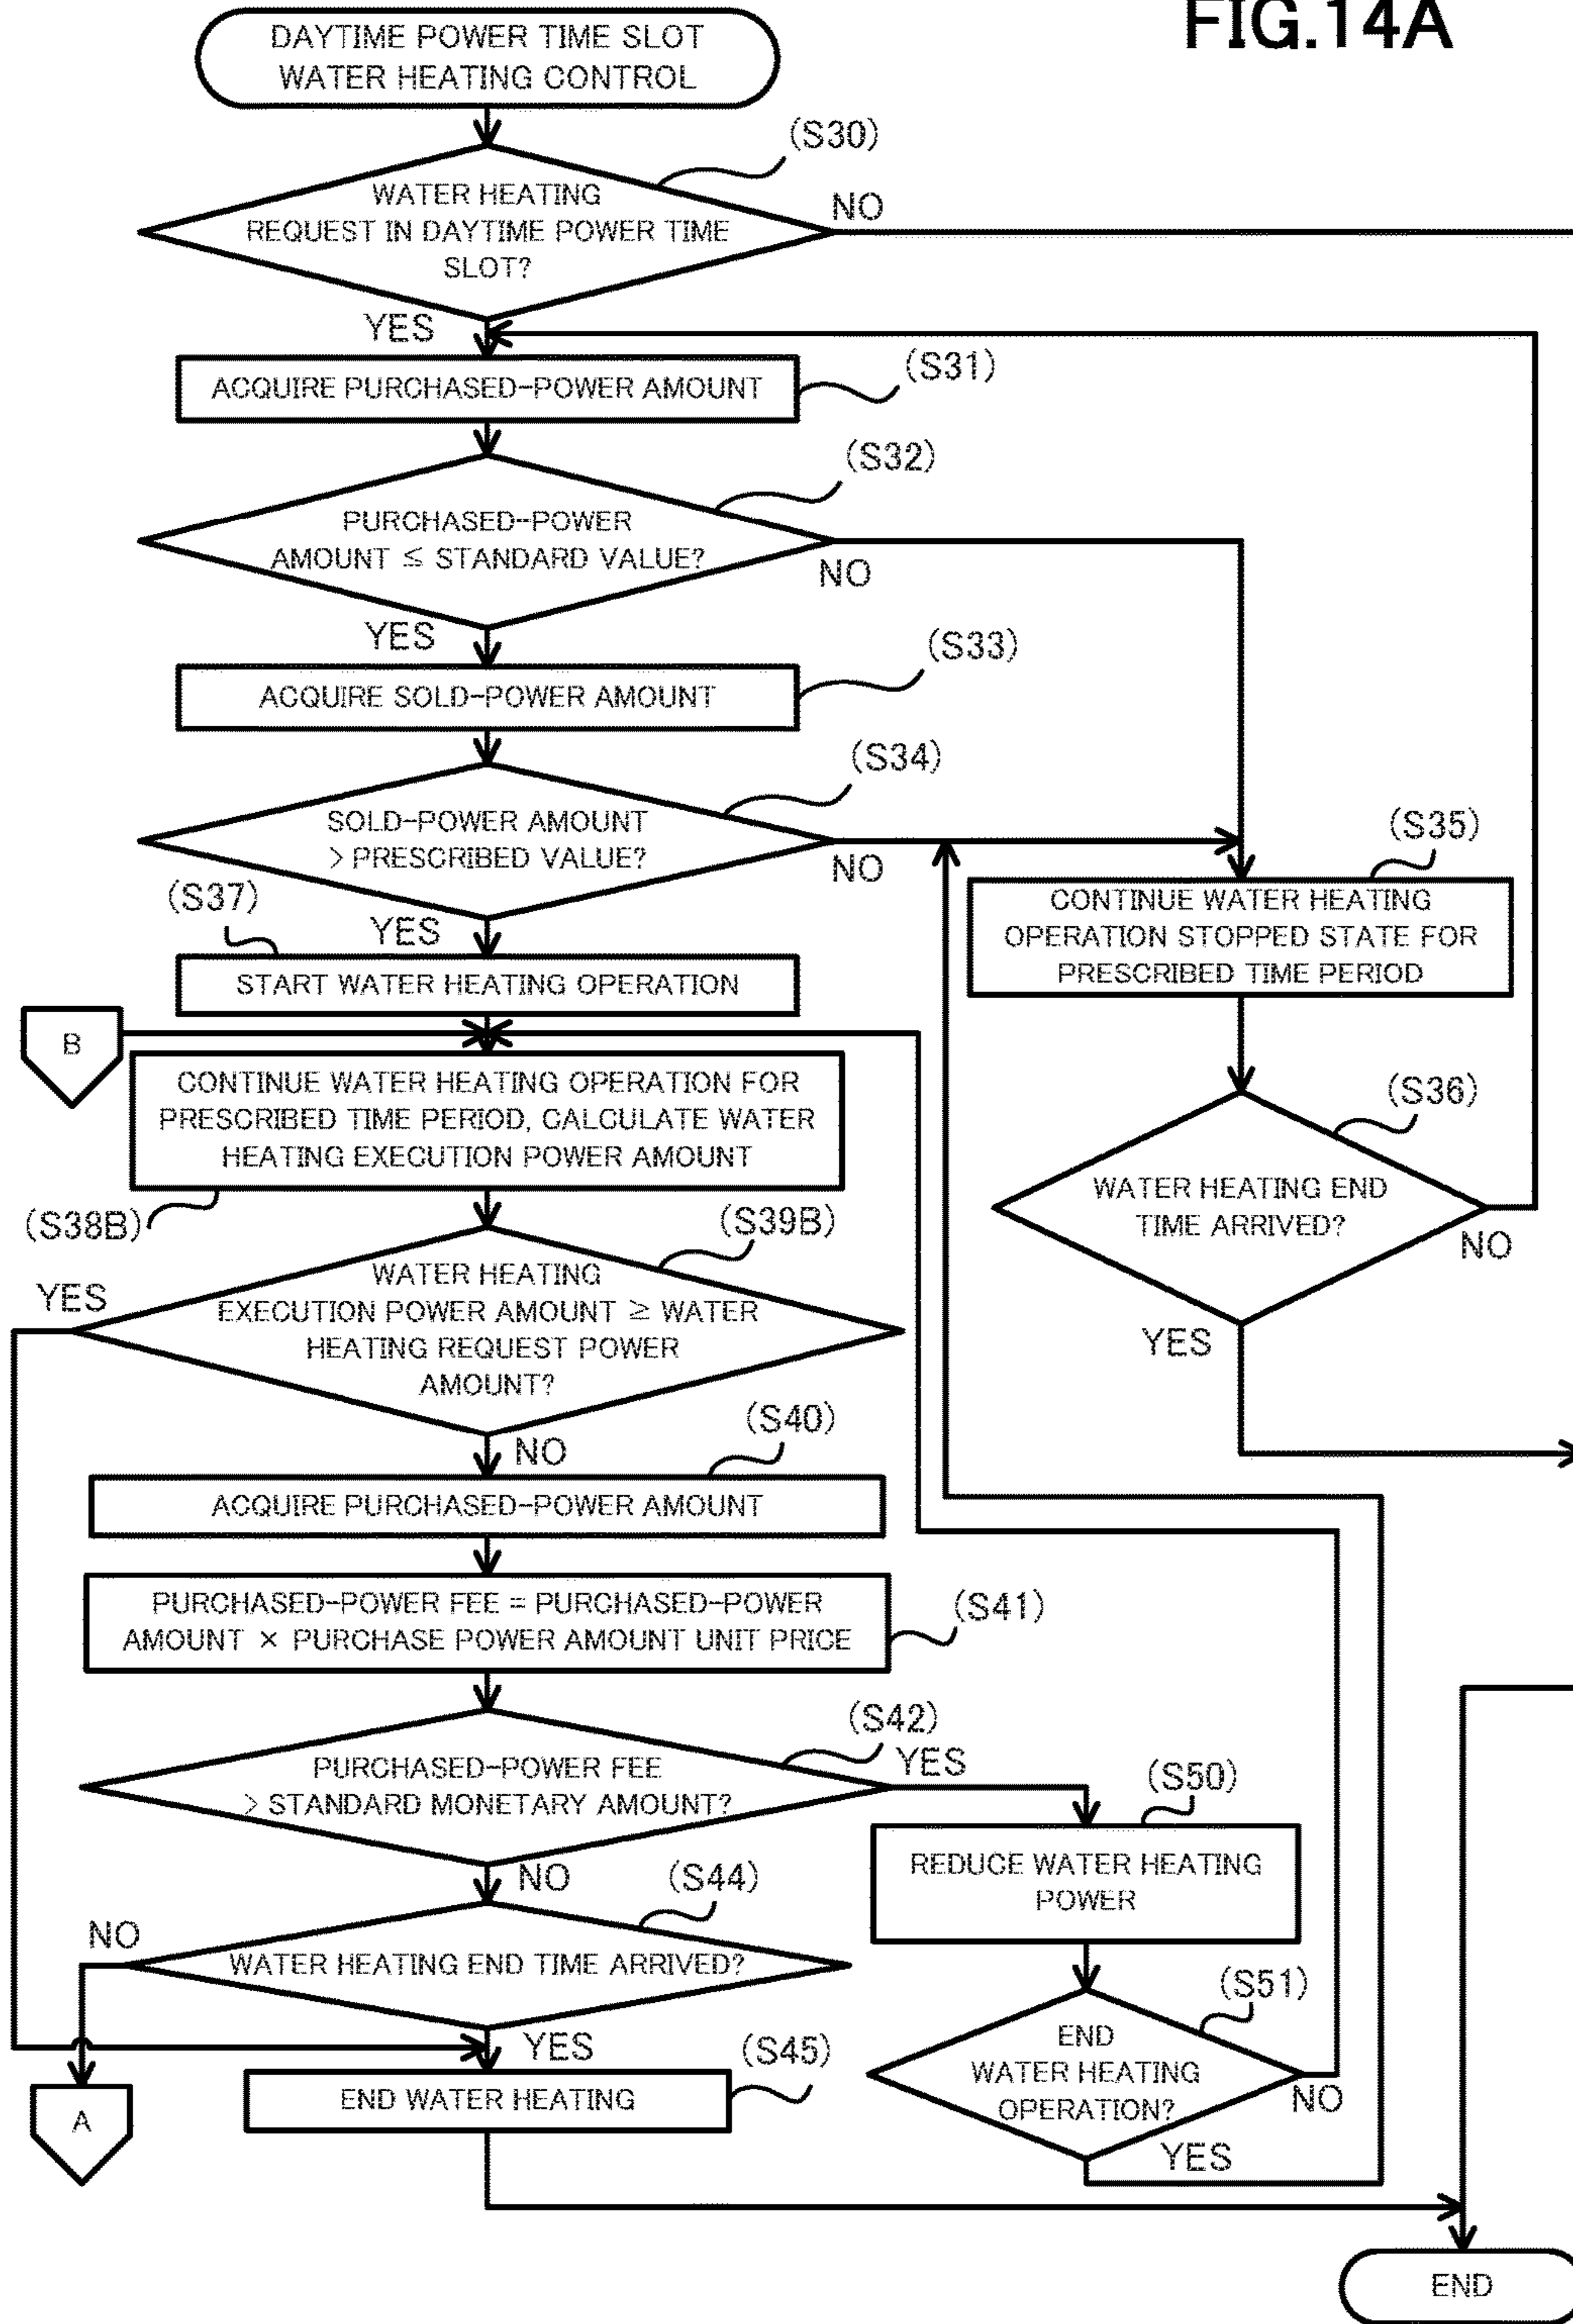 FIG.14A
DAYTIME POWER TIME SLOT
WATER HEATING CONTROL
(S30)
WATER HEATING
REQUEST IN DAYTIME POWER TIME
SLOT?
NO
YES
(S31)
ACQUIRE PURCHASED-POWER AMOUNT
(S32)
PURCHASED-POWER
AMOUNT ≤ STANDARD VALUE?
NO
YES
(S33)
ACQUIRE SOLD-POWER AMOUNT
(S34)
SOLD-POWER AMOUNT
> PRESCRIBED VALUE?
NO
YES
(S35)
CONTINUE WATER HEATING
OPERATION STOPPED STATE FOR
PRESCRIBED TIME PERIOD
(S37)
START WATER HEATING OPERATION
B
CONTINUE WATER HEATING OPERATION FOR
PRESCRIBED TIME PERIOD, CALCULATE WATER
HEATING EXECUTION POWER AMOUNT
(S38B)
(S36)
WATER HEATING END
TIME ARRIVED?
NO
YES
(S39B)
WATER HEATING
EXECUTION POWER AMOUNT ≥ WATER
HEATING REQUEST POWER
AMOUNT?
YES
NO
(S40)
ACQUIRE PURCHASED-POWER AMOUNT
PURCHASED-POWER FEE = PURCHASED-POWER
AMOUNT × PURCHASE POWER AMOUNT UNIT PRICE
(S41)
(S42)
PURCHASED-POWER FEE
> STANDARD MONETARY AMOUNT?
YES
NO
(S50)
REDUCE WATER HEATING
POWER
(S44)
WATER HEATING END TIME ARRIVED?
NO
YES
(S51)
END
WATER HEATING
OPERATION?
NO
YES
(S45)
END WATER HEATING
A
END